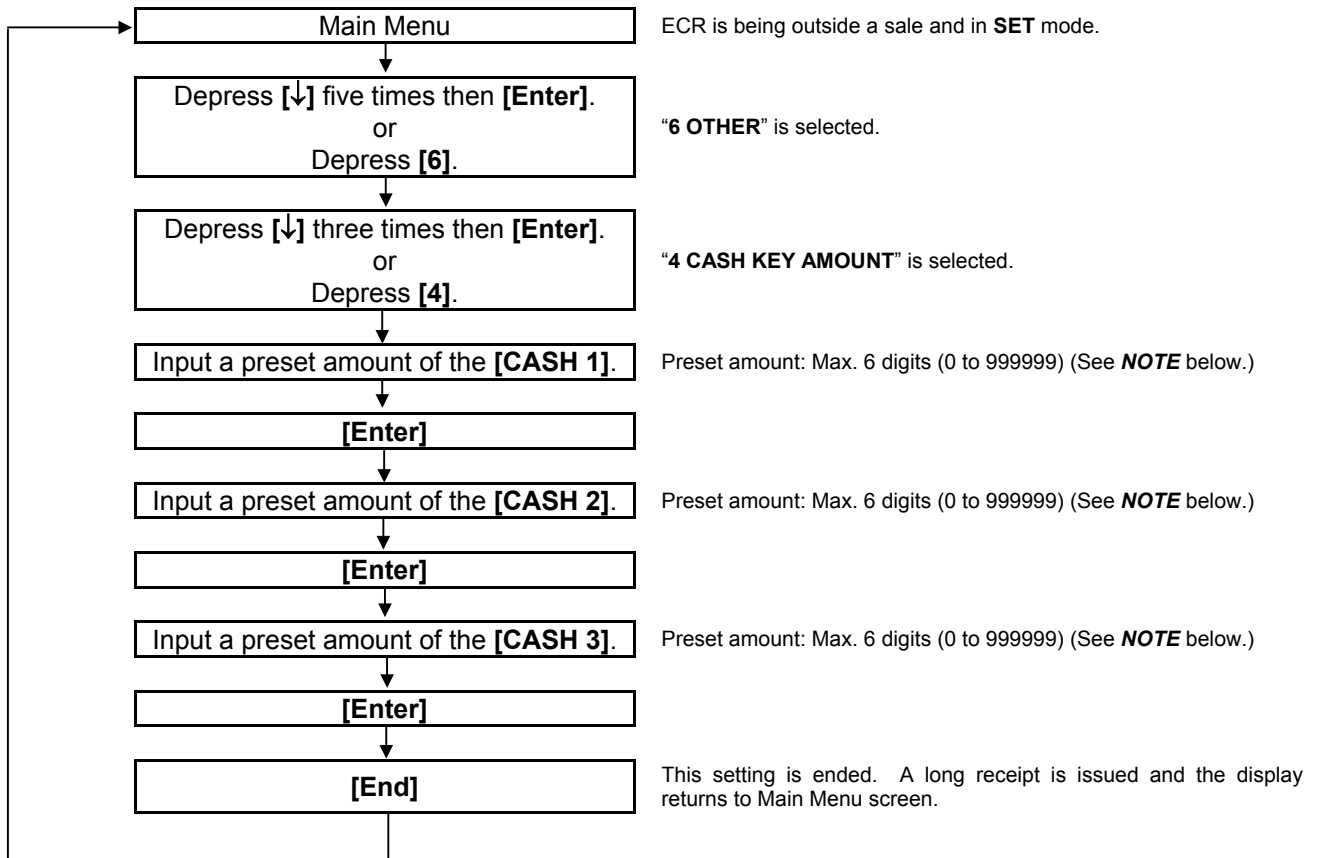 Main Menu
ECR is being outside a sale and in SET mode.
Depress [↓] five times then [Enter].
or
Depress [6].
“6 OTHER” is selected.
Depress [↓] three times then [Enter].
or
Depress [4].
“4 CASH KEY AMOUNT” is selected.
Input a preset amount of the [CASH 1].
Preset amount: Max. 6 digits (0 to 999999) (See NOTE below.)
[Enter]
Input a preset amount of the [CASH 2].
Preset amount: Max. 6 digits (0 to 999999) (See NOTE below.)
[Enter]
Input a preset amount of the [CASH 3].
Preset amount: Max. 6 digits (0 to 999999) (See NOTE below.)
[Enter]
[End]
This setting is ended. A long receipt is issued and the display
returns to Main Menu screen.